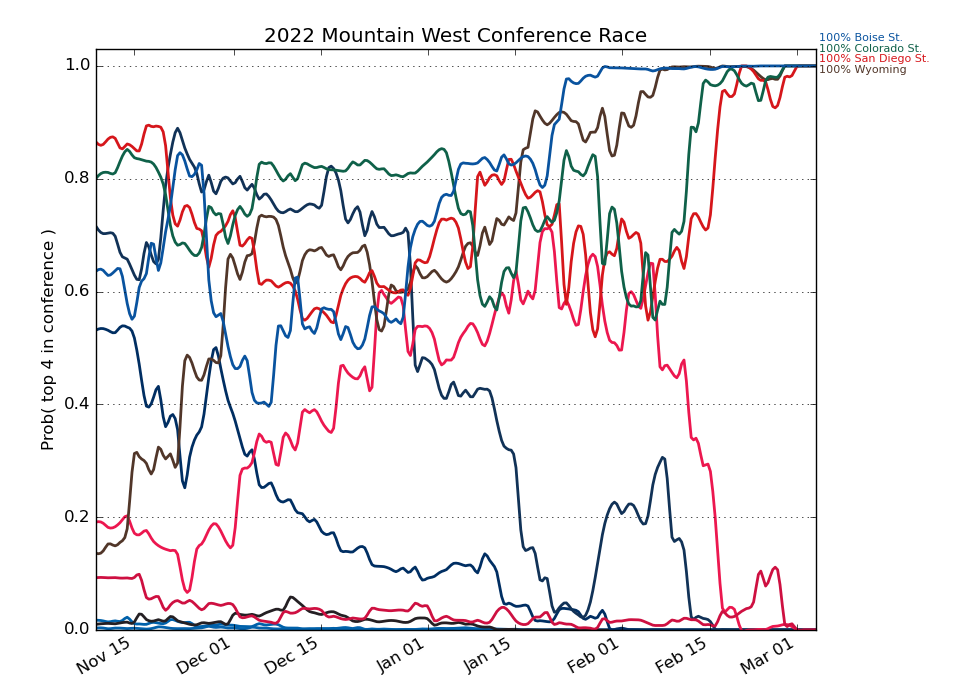 2022 Mountain West Conference Race
100% Boise St.
100% Colorado St.
100% San Diego St.
100% Wyoming
Prob( top 4 in conference )
1.0
0.8
0.6
0.4
0.2
0.0
Nov 15
Dec 01
Dec 15
Jan 01
Jan 15
Feb 01
Feb 15
Mar 01